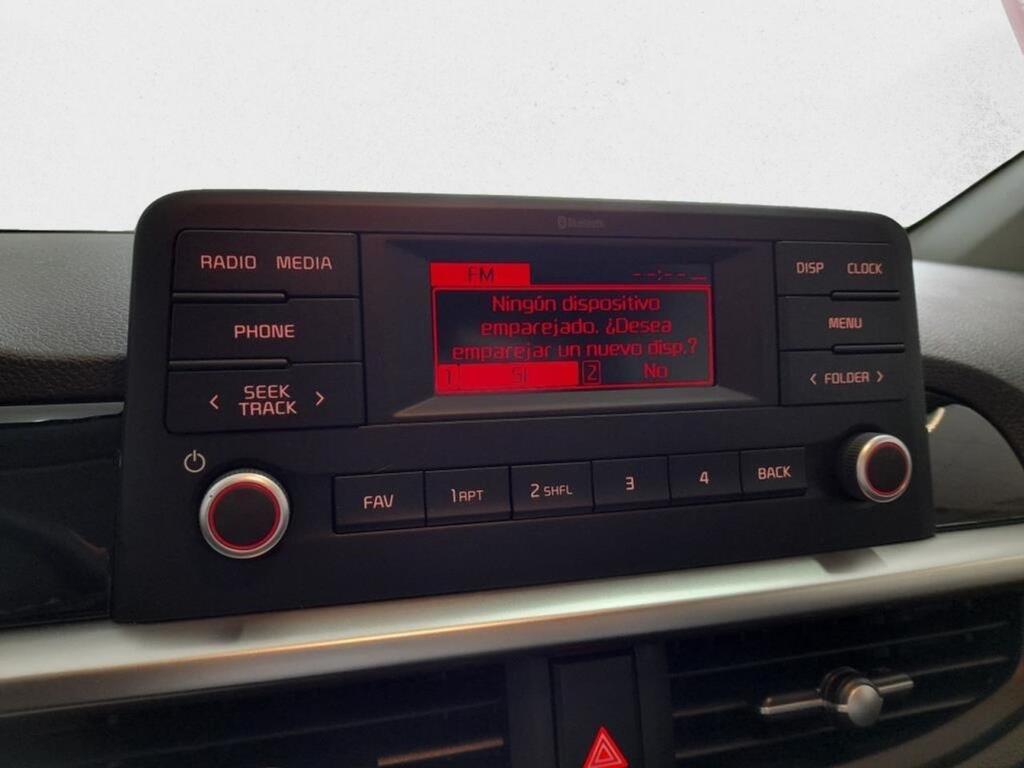 Bluetooth
RADIO MEDIA
PHONE
< SEEK TRACK >
FM --:-- --
Ningún dispositivo
emparejado. ¿Desea
emparejar un nuevo disp.?
1 Sí 2 No
DISP CLOCK
MENU
< FOLDER >
FAV 1 RPT 2 SHFL 3 4 BACK